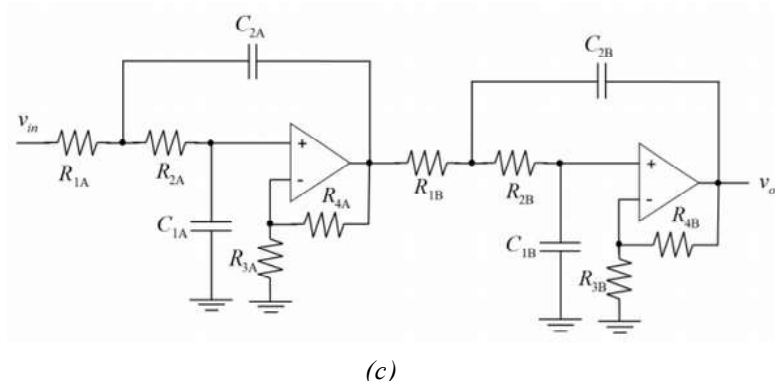 C2A
C2B
vin
+
R1A
R2A
-
R4A
C1A
R3A
R1B
R2B
+
-
vo
R4B
C1B
R3B
(c)